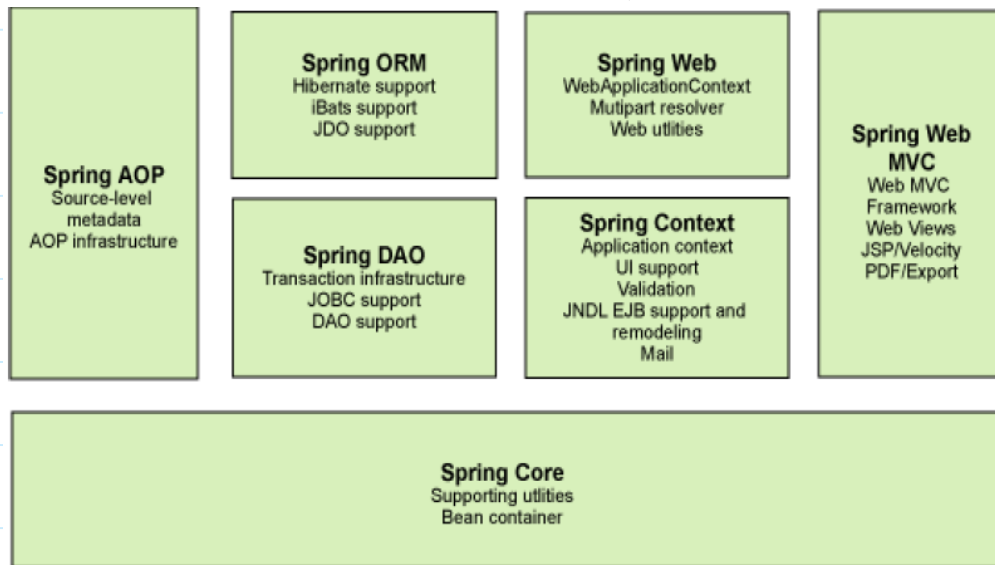 Spring AOP
Source-level
metadata
AOP infrastructure
Spring ORM
Hibernate support
iBats support
JDO support
Spring DAO
Transaction infrastructure
JOBC support
DAO support
Spring Web
WebApplicationContext
Mutipart resolver
Web utlities
Spring Context
Application context
UI support
Validation
JNDL EJB support and
remodeling
Mail
Spring Web
MVC
Web MVC
Framework
Web Views
JSP/Velocity
PDF/Export
Spring Core
Supporting utlities
Bean container